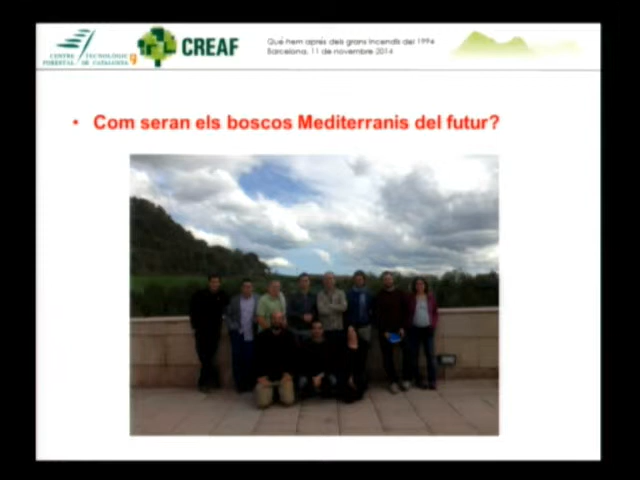 CENTRE TECNOLÒGIC
FORESTAL DE CATALUNYA
CREAF
Què hem après dels grans incendis del 1994
Barcelona, 11 de novembre 2014
• Com seran els boscos Mediterranis del futur?